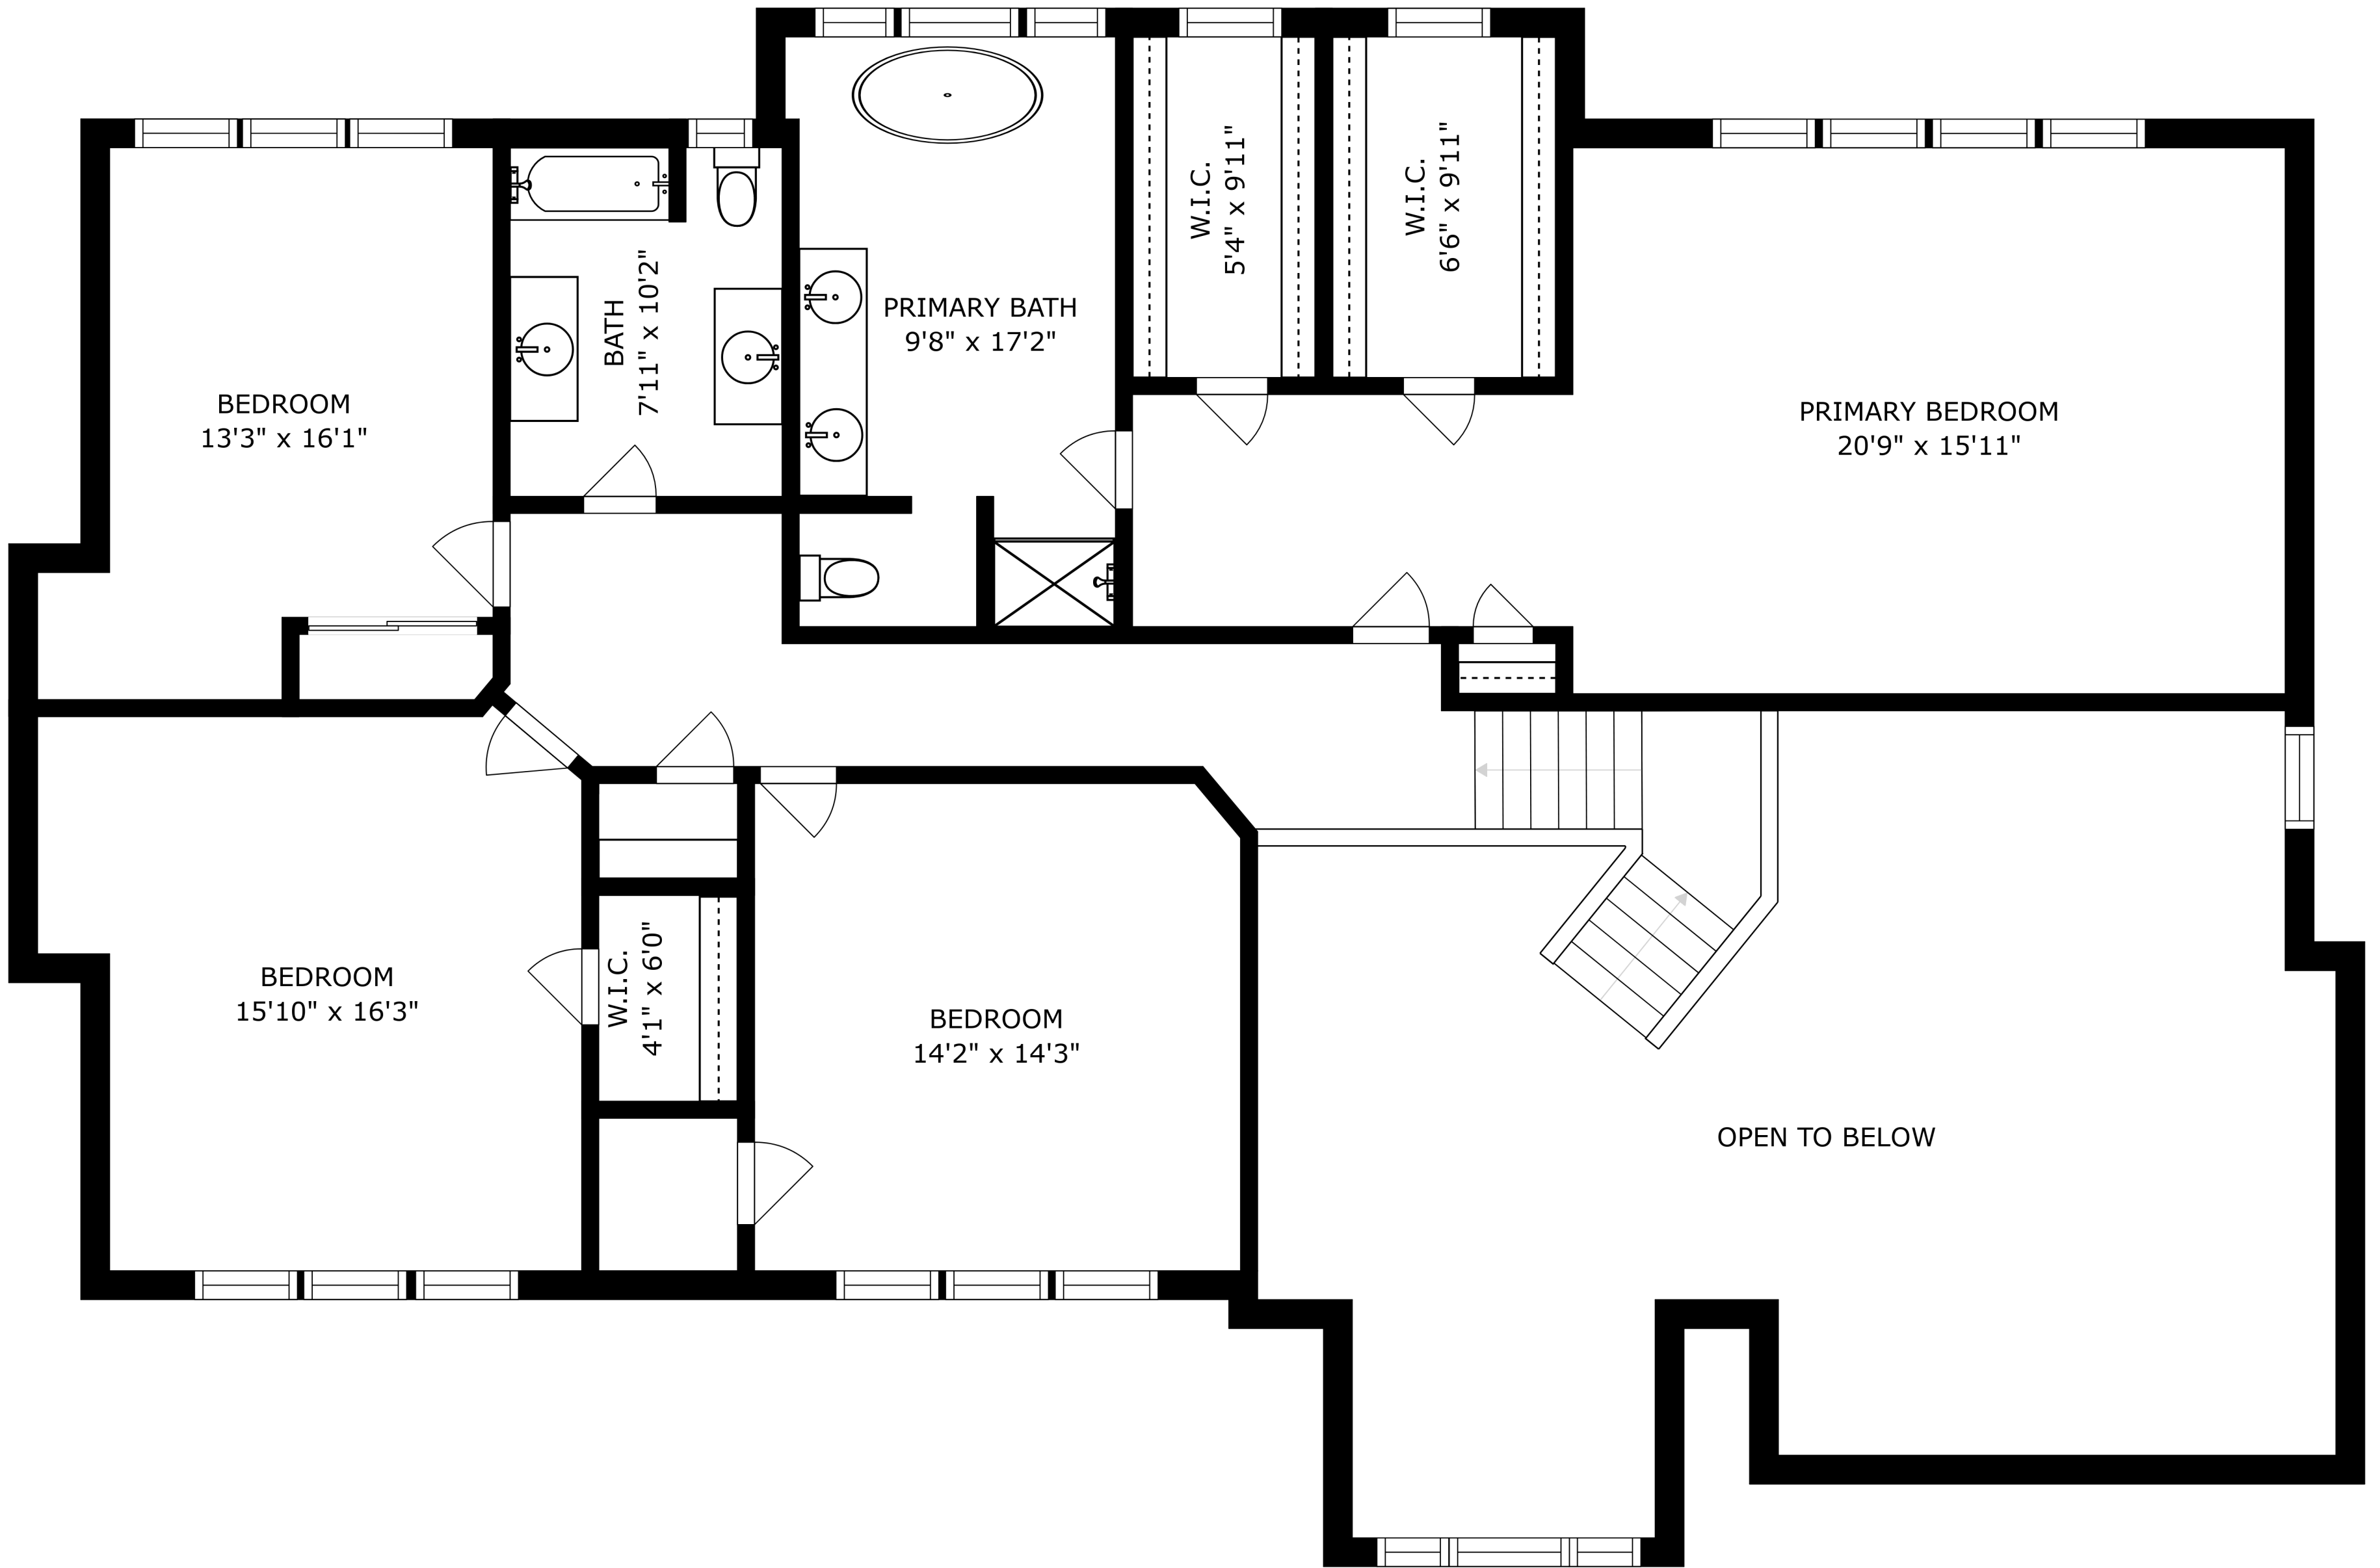 W.I.C.
5'4" x 9'11"
W.I.C.
6'6" x 9'11"
BATH
7'11" x 10'2"
PRIMARY BATH
9'8" x 17'2"
BEDROOM
13'3" x 16'1"
PRIMARY BEDROOM
20'9" x 15'11"
BEDROOM
15'10" x 16'3"
W.I.C.
4'1" x 6'0"
BEDROOM
14'2" x 14'3"
OPEN TO BELOW